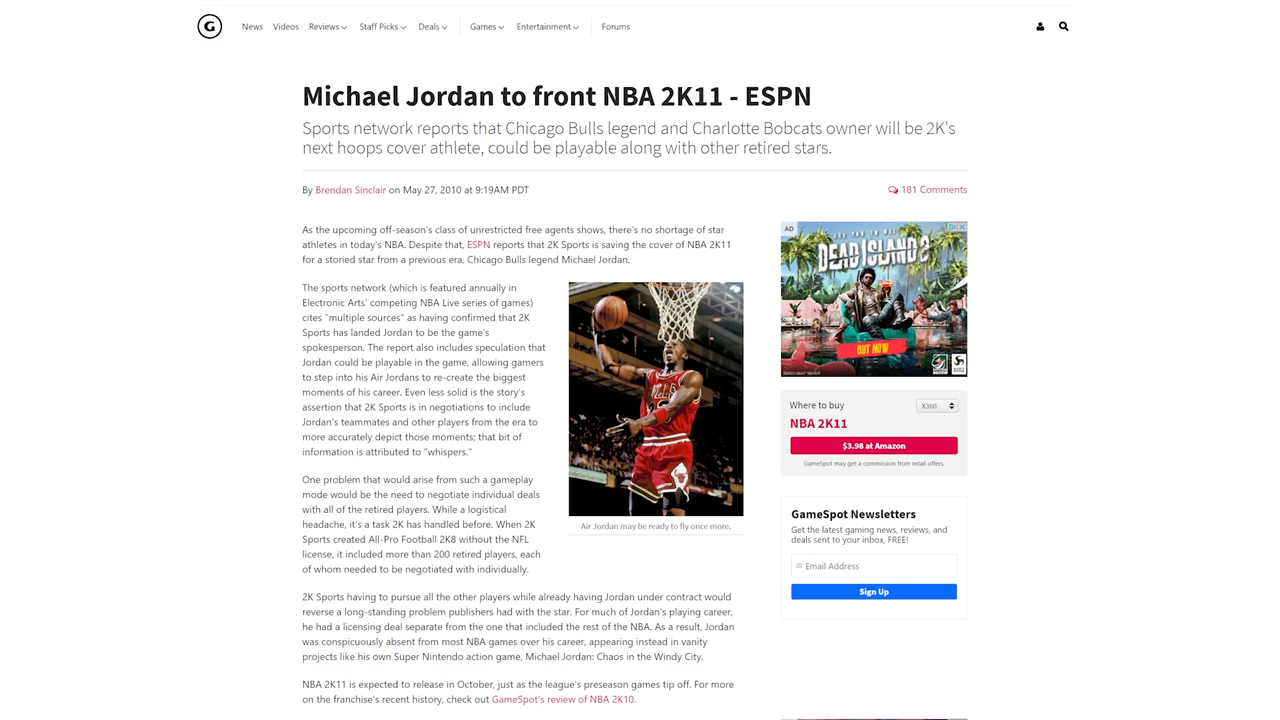 G
News Videos Reviews Staff Picks Deals Games Entertainment Forums
Michael Jordan to front NBA 2K11 - ESPN
Sports network reports that Chicago Bulls legend and Charlotte Bobcats owner will be 2K's
next hoops cover athlete, could be playable along with other retired stars.
By Brendan Sinclair on May 27, 2010 at 9:19AM PDT
181 Comments
As the upcoming off-season's class of unrestricted free agents shows, there's no shortage of star
athletes in today's NBA. Despite that, ESPN reports that 2K Sports is saving the cover of NBA 2K11
for a storied star from a previous era, Chicago Bulls legend Michael Jordan.
The sports network (which is featured annually in
Electronic Arts' competing NBA Live series of games)
cites "multiple sources" as having confirmed that 2K
Sports has landed Jordan to be the game's
spokesperson. The report also includes speculation that
Jordan could be playable in the game, allowing gamers
to step into his Air Jordans to re-create the biggest
moments of his career. Even less solid is the story's
assertion that 2K Sports is in negotiations to include
Jordan's teammates and other players from the era to
more accurately depict those moments; that bit of
information is attributed to "whispers."
Air Jordan may be ready to fly once more.
One problem that would arise from such a gameplay
mode would be the need to negotiate individual deals
with all of the retired players. While a logistical
headache, it's a task 2K has handled before. When 2K
Sports created All-Pro Football 2K8 without the NFL
license, it included more than 200 retired players, each
of whom needed to be negotiated with individually.
2K Sports having to pursue all the other players while already having Jordan under contract would
reverse a long-standing problem publishers had with the star. For much of Jordan's playing career,
he had a licensing deal separate from the one that included the rest of the NBA. As a result, Jordan
was conspicuously absent from most NBA games over his career, appearing instead in vanity
projects like his own Super Nintendo action game, Michael Jordan: Chaos in the Windy City.
NBA 2K11 is expected to release in October, just as the league's preseason games tip off. For more
on the franchise's recent history, check out GameSpot's review of NBA 2K10.
AD
DEAD ISLAND 2
OUT NOW
Where to buy
X360
NBA 2K11
$3.98 at Amazon
GameSpot may get a commission from retail offers.
GameSpot Newsletters
Get the latest gaming news, reviews, and
deals sent to your inbox, FREE!
Email Address
Sign Up